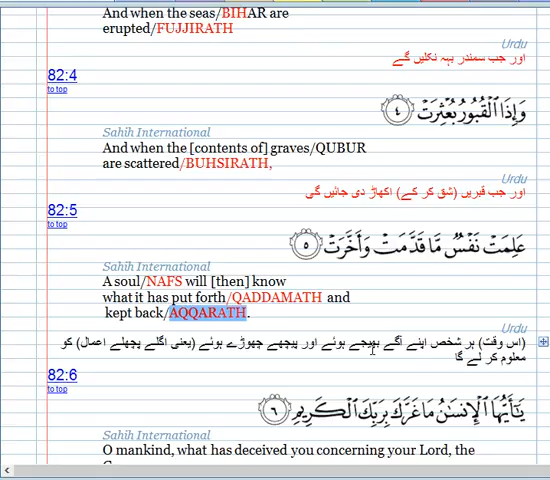 And when the seas/BIHAR are
erupted/FUJJIRATH
Urdu
اور جب سمندر بہہ نکلیں گے
82:4
to top
وَإِذَا ٱلْقُبُورُ بُعْثِرَتْ ٤
Sahih International
And when the [contents of] graves/QUBUR
are scattered/BUHSIRATH,
Urdu
اور جب قبریں (شق کر کے) اکھاڑ دی جائیں گی
82:5
to top
عَلِمَتْ نَفْسٌ مَّا قَدَّمَتْ وَأَخَّرَتْ ٥
Sahih International
A soul/NAFS will [then] know
what it has put forth/QADDAMATH and
kept back/AQQARATH.
Urdu
(اس وقت) ہر شخص اپنے آگے بھیجے ہوئے اور پیچھے چھوڑے ہوئے (یعنی اگلے پچھلے اعمال) کو
معلوم کر لے گا
82:6
to top
يَـٰٓأَيُّهَا ٱلْإِنسَـٰنُ مَا غَرَّكَ بِرَبِّكَ ٱلْكَرِيمِ ٦
Sahih International
O mankind, what has deceived you concerning your Lord, the